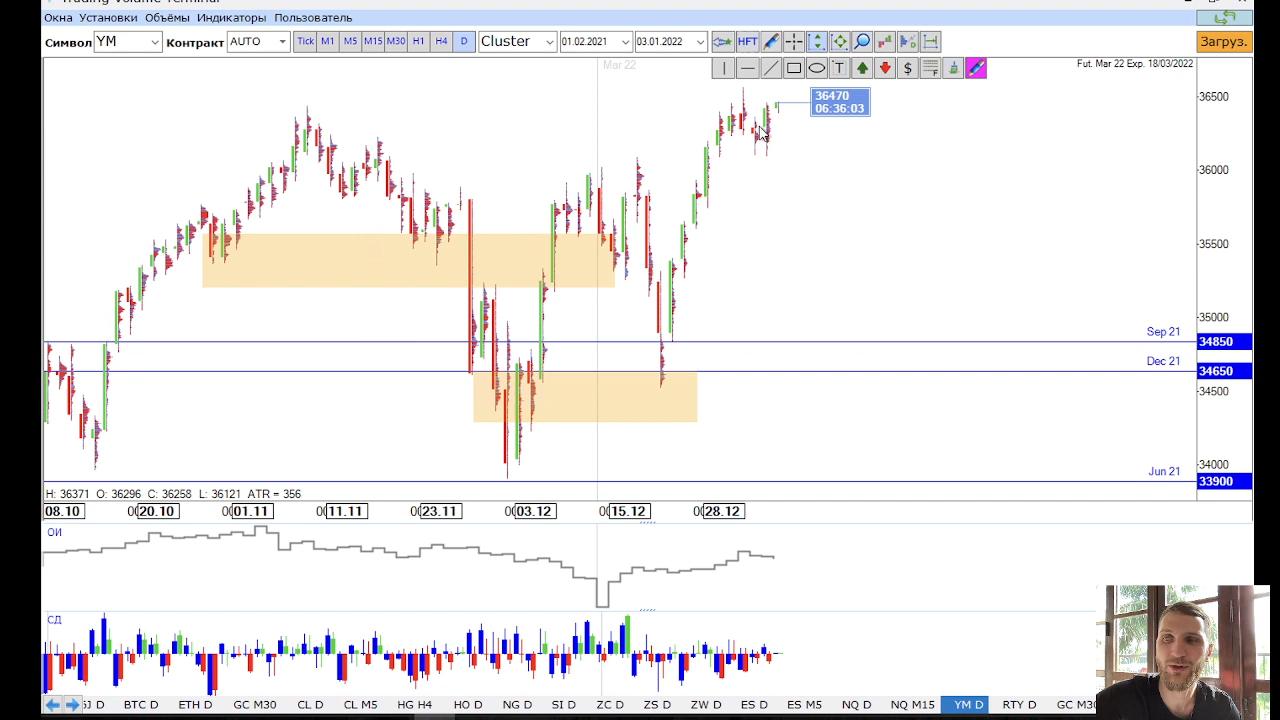 Trading Volume Terminal
Окна Установки Объёмы Индикаторы Пользователь
Символ YM Контракт AUTO Tick M1 M5 M15 M30 H1 H4 D Cluster 01.02.2021 03.01.2022 HFT Загруз.
T $ F
Mar 22
Fut. Mar 22 Exp. 18/03/2022
36470
06:36:03
36500
36000
35500
35000
Sep 21
34850
Dec 21
34650
34500
34000
Jun 21
33900
H: 36371 O: 36296 C: 36258 L: 36121 ATR = 356
08.10 20.10 01.11 11.11 23.11 03.12 15.12 28.12
ОИ
СД
BTC D ETH D GC M30 CL D CL M5 HG H4 HO D NG D SI D ZC D ZS D ZW D ES D ES M5 NQ D NQ M15 YM D RTY D GC M30